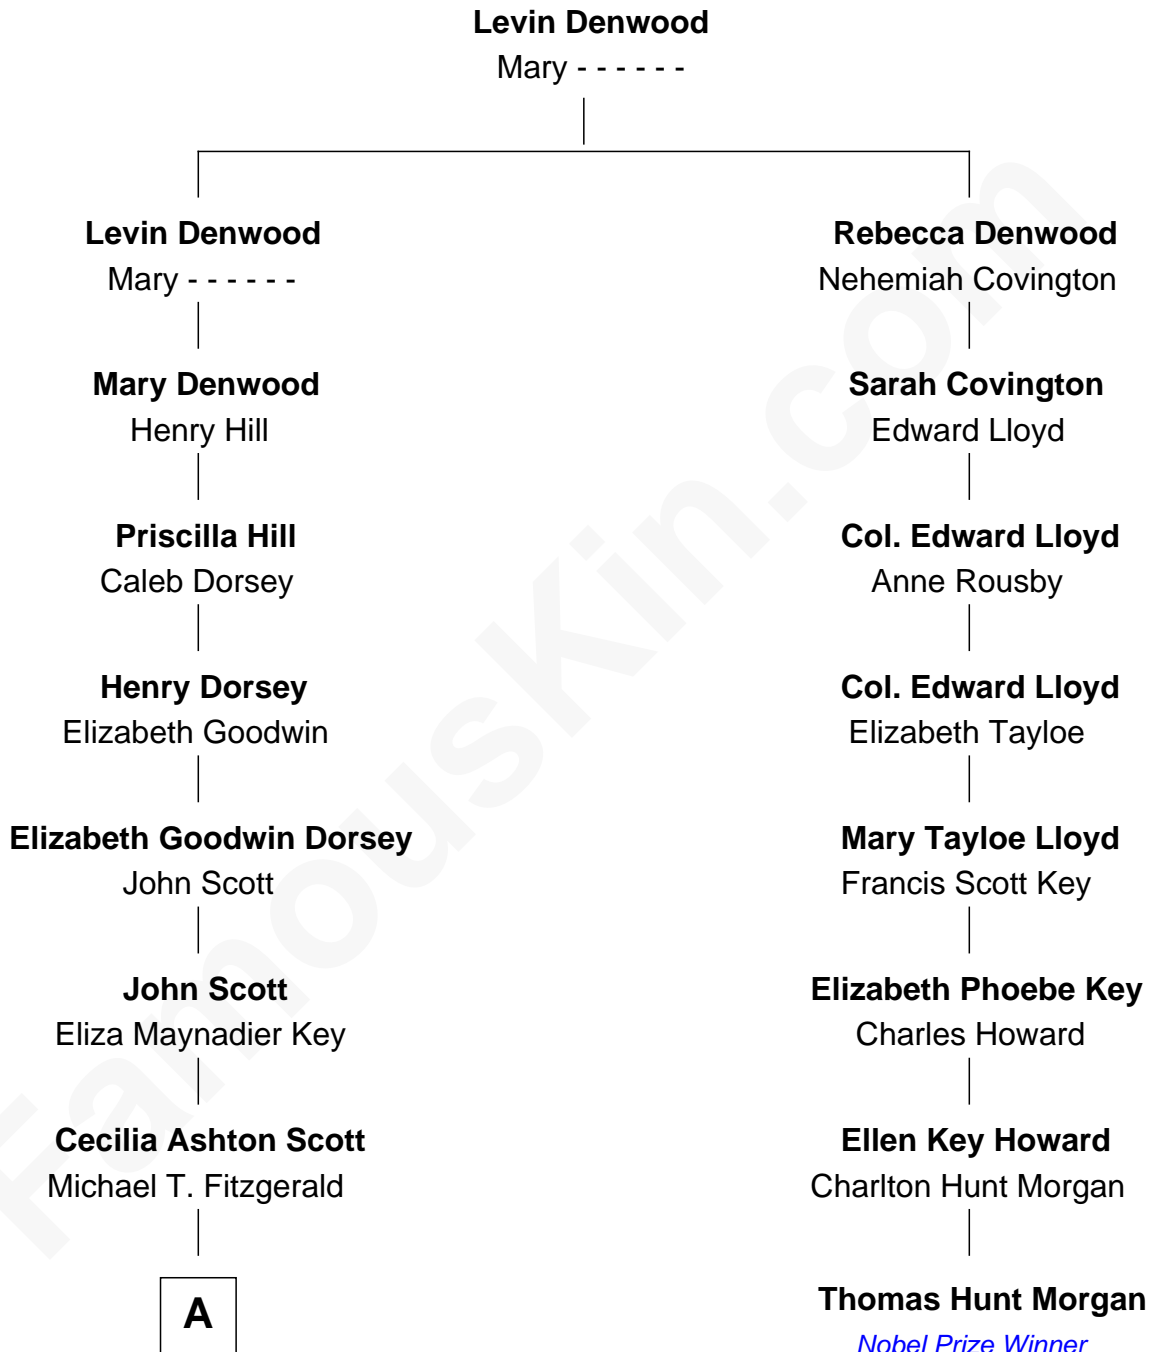 Levin Denwood
Mary - - - - - -
Levin Denwood
Mary - - - - - -
Rebecca Denwood
Nehemiah Covington
Mary Denwood
Henry Hill
Sarah Covington
Edward Lloyd
Priscilla Hill
Caleb Dorsey
Col. Edward Lloyd
Anne Rousby
Henry Dorsey
Elizabeth Goodwin
Col. Edward Lloyd
Elizabeth Tayloe
Elizabeth Goodwin Dorsey
John Scott
Mary Tayloe Lloyd
Francis Scott Key
John Scott
Eliza Maynadier Key
Elizabeth Phoebe Key
Charles Howard
Cecilia Ashton Scott
Michael T. Fitzgerald
Ellen Key Howard
Charlton Hunt Morgan
A
Thomas Hunt Morgan
Nobel Prize Winner
FamousKin.com